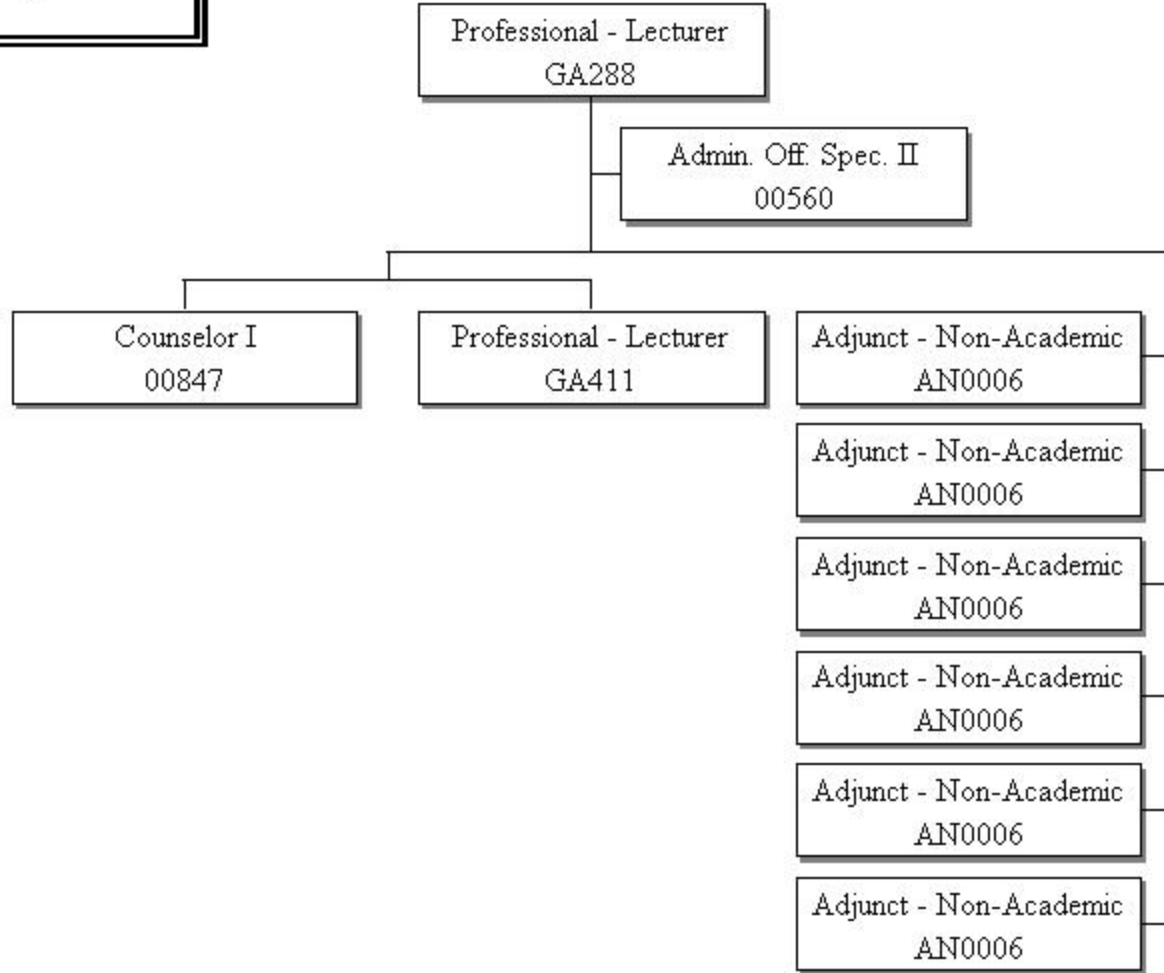 Professional - Lecturer
GA288
Admin. Off. Spec. II
00560
Counselor I
00847
Professional - Lecturer
GA411
Adjunct - Non-Academic
AN0006
Adjunct - Non-Academic
AN0006
Adjunct - Non-Academic
AN0006
Adjunct - Non-Academic
AN0006
Adjunct - Non-Academic
AN0006
Adjunct - Non-Academic
AN0006